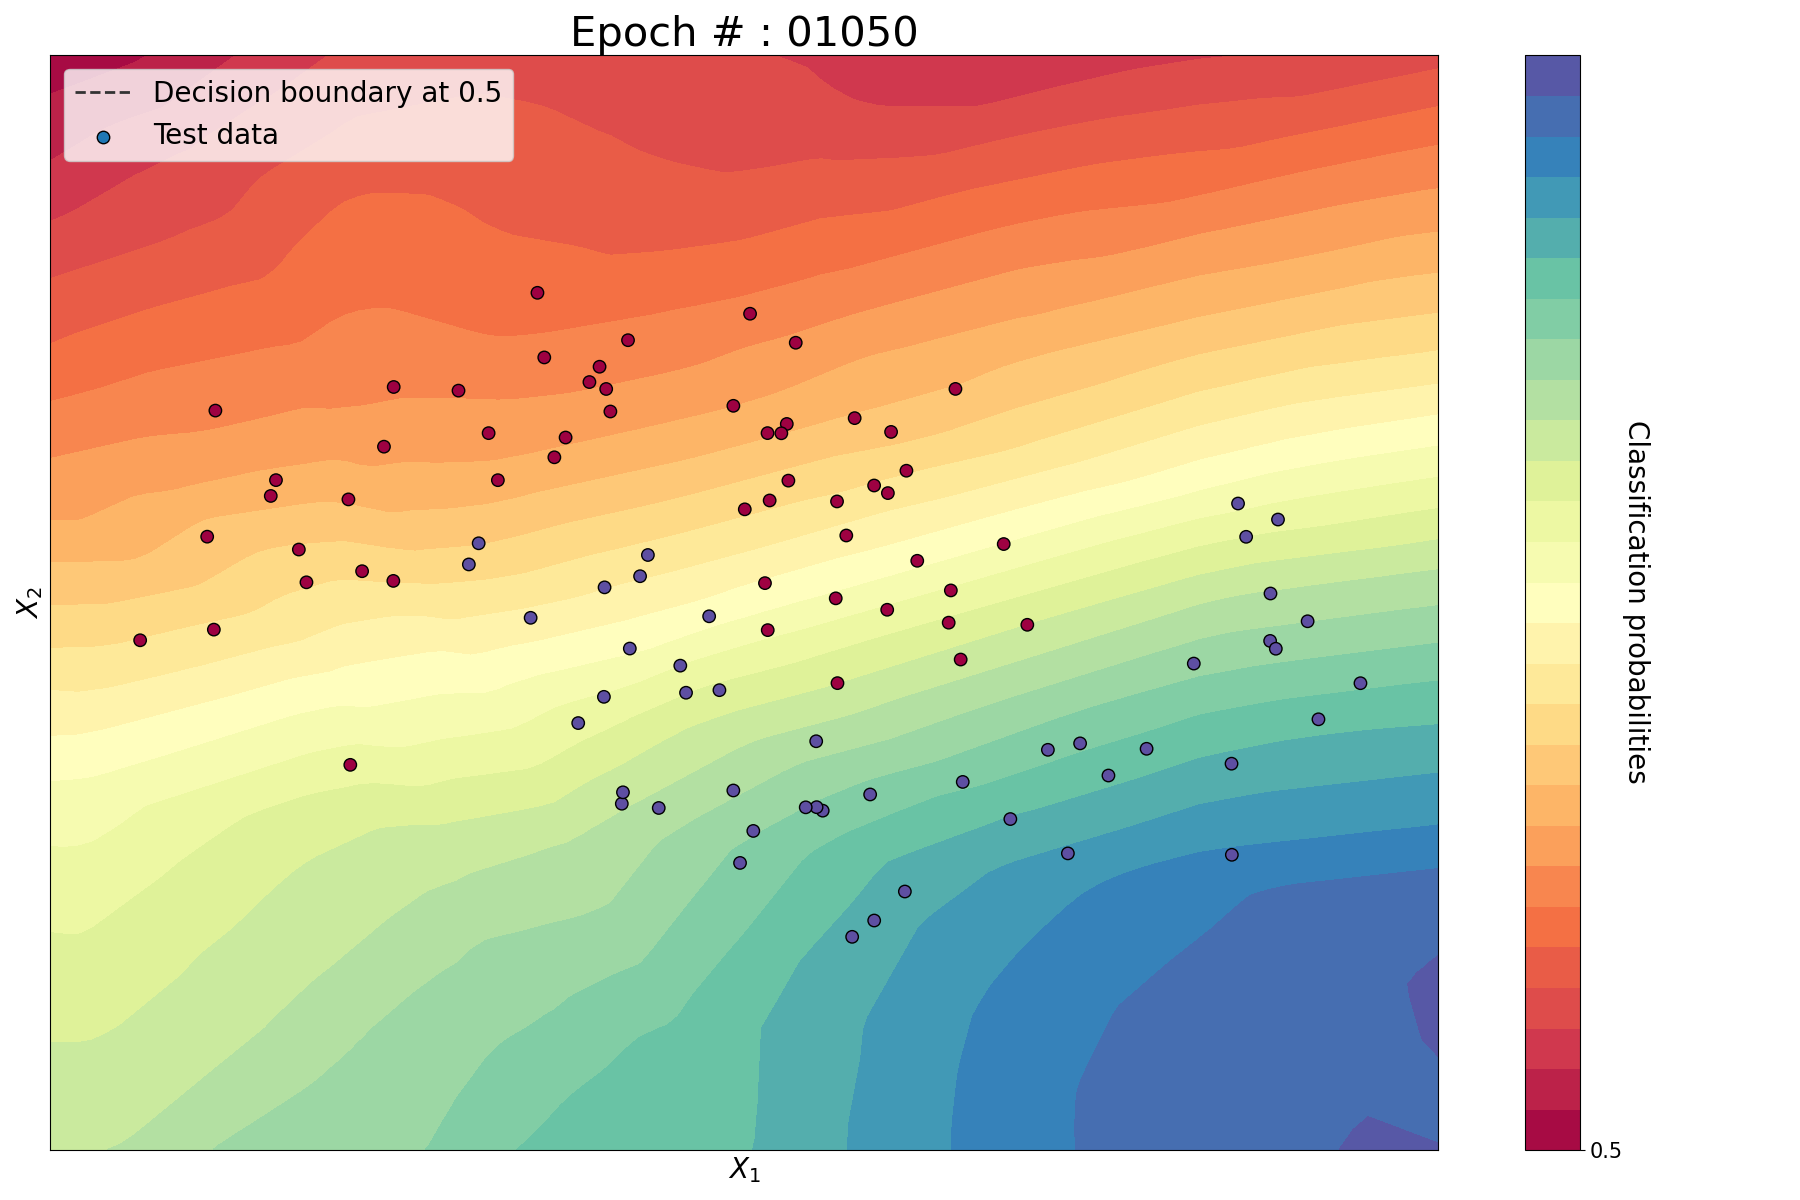 Epoch # : 01050
Decision boundary at 0.5
Test data
X₂
X₁
Classification probabilities
0.5